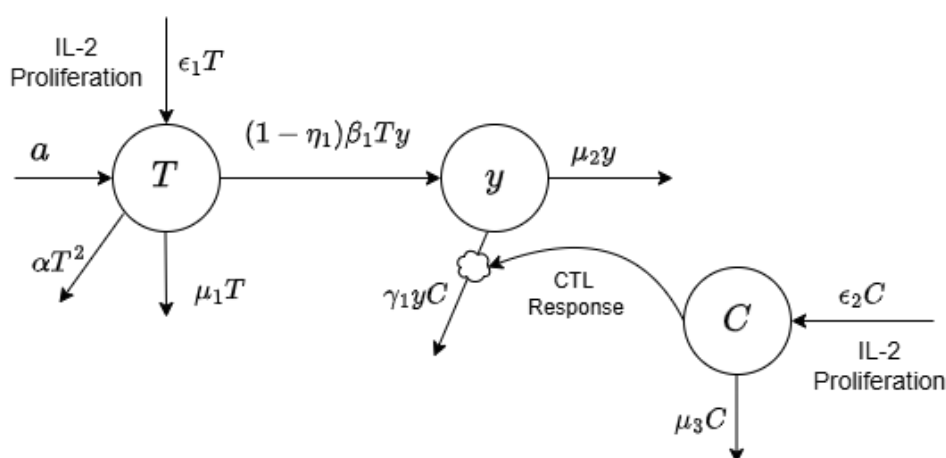 IL-2
Proliferation
ϵ₁T
a
T
(1 − η₁)β₁Ty
y
μ₂y
αT²
μ₁T
γ₁yC
CTL
Response
C
ϵ₂C
IL-2
Proliferation
μ₃C